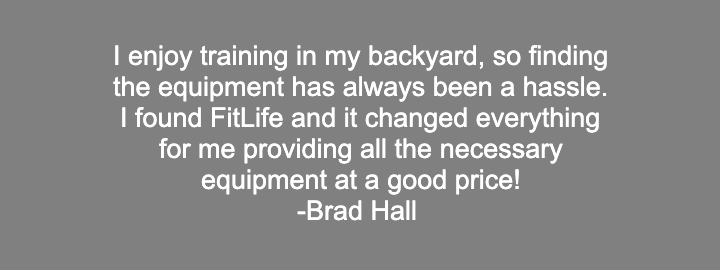 I enjoy training in my backyard, so finding
the equipment has always been a hassle.
I found FitLife and it changed everything
for me providing all the necessary
equipment at a good price!
-Brad Hall